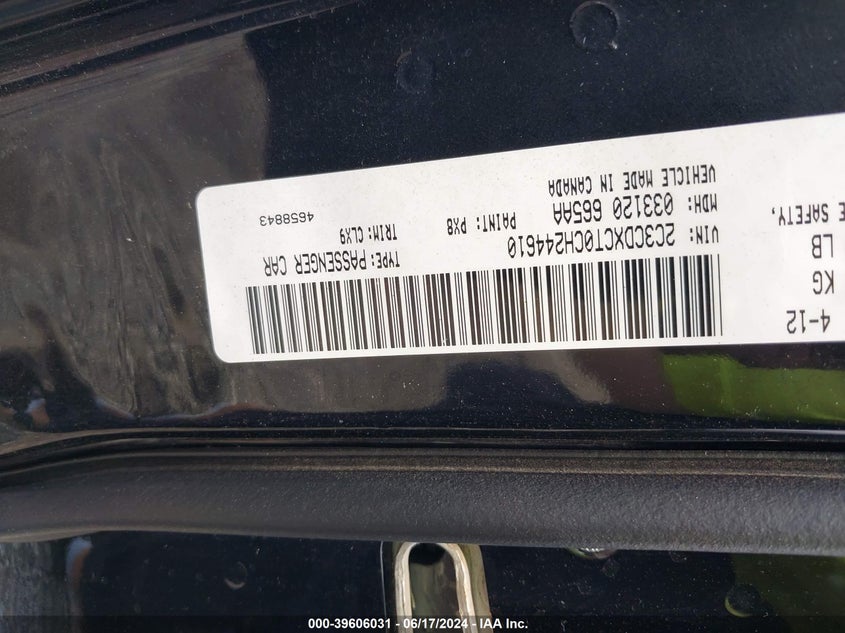 4-12
KG
LB
E SAFETY,
VIN: 2C3CDXCT0CH244610
TYPE: PASSENGER CAR
MDH: 033120 665AA
PAINT: PX8
TRIM: CLX9
VEHICLE MADE IN CANADA
4658843
000-39606031 - 06/17/2024 - IAA Inc.